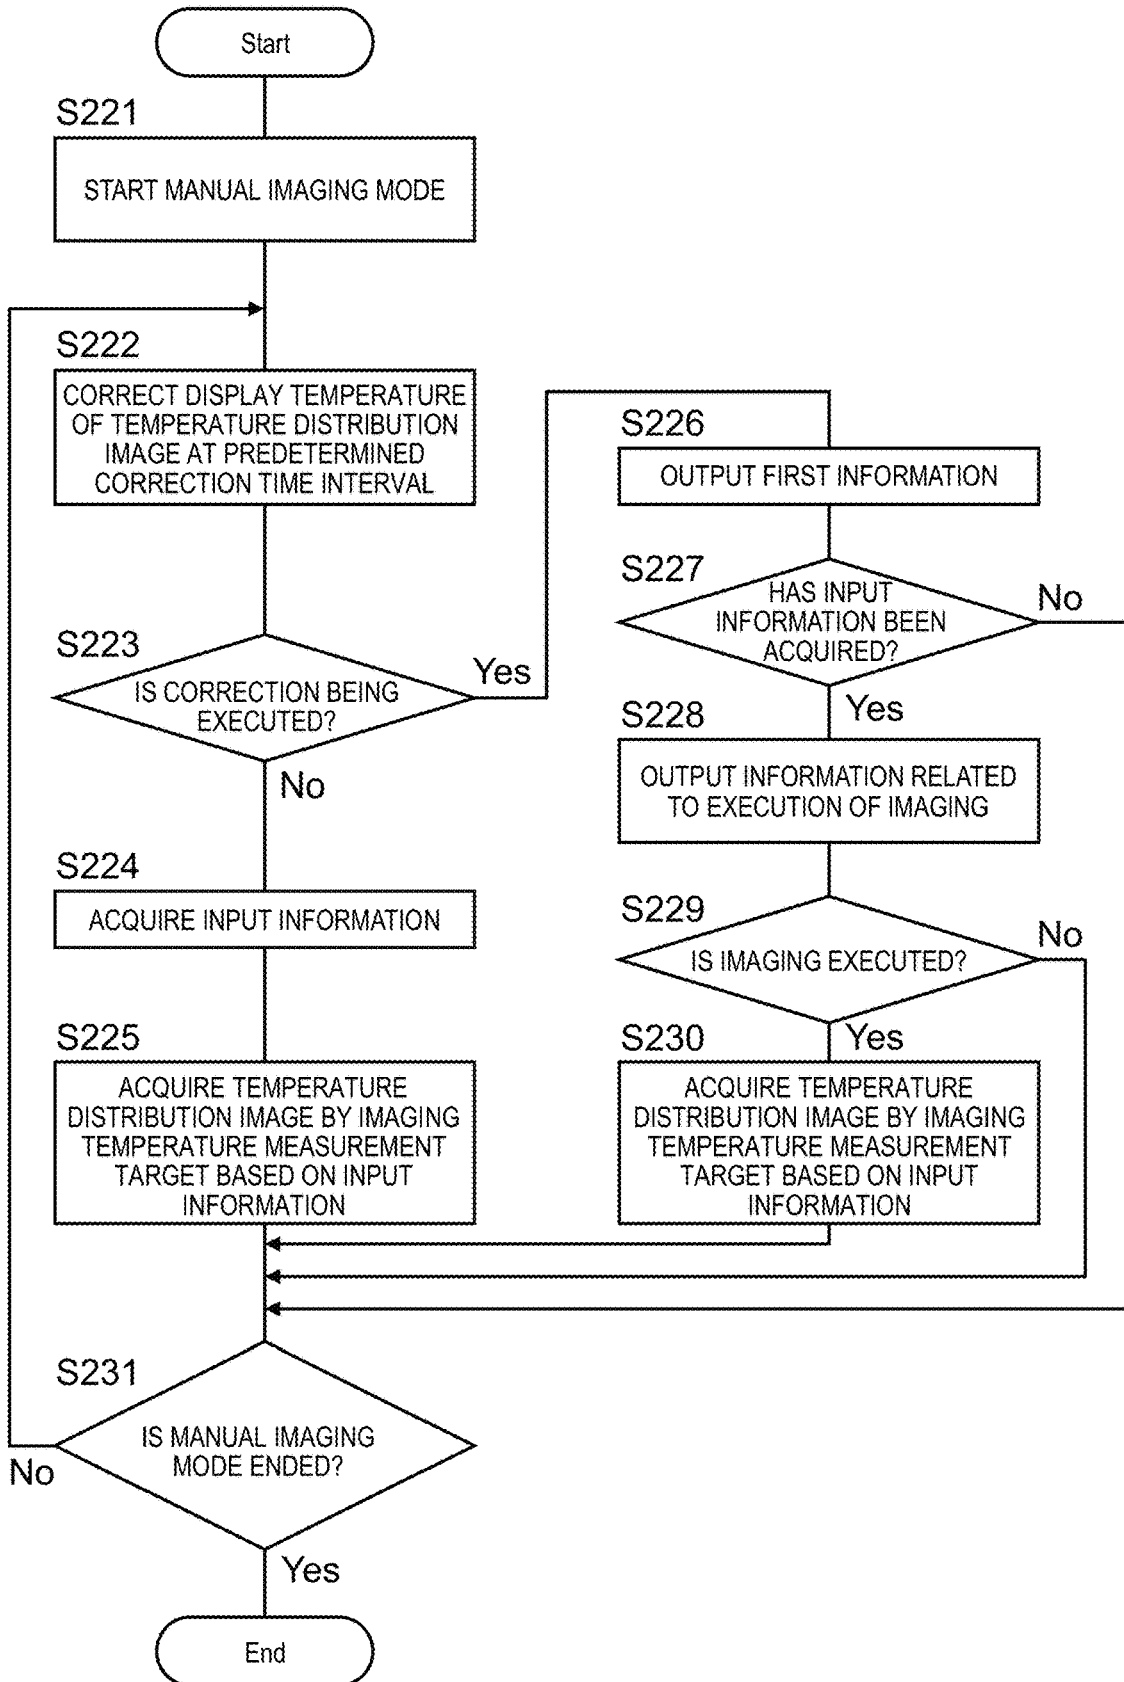 Start
S221
START MANUAL IMAGING MODE
S222
CORRECT DISPLAY TEMPERATURE
OF TEMPERATURE DISTRIBUTION
IMAGE AT PREDETERMINED
CORRECTION TIME INTERVAL
S223
IS CORRECTION BEING
EXECUTED?
Yes
No
S224
ACQUIRE INPUT INFORMATION
S225
ACQUIRE TEMPERATURE
DISTRIBUTION IMAGE BY IMAGING
TEMPERATURE MEASUREMENT
TARGET BASED ON INPUT
INFORMATION
S226
OUTPUT FIRST INFORMATION
S227
HAS INPUT
INFORMATION BEEN
ACQUIRED?
No
Yes
S228
OUTPUT INFORMATION RELATED
TO EXECUTION OF IMAGING
S229
IS IMAGING EXECUTED?
No
Yes
S230
ACQUIRE TEMPERATURE
DISTRIBUTION IMAGE BY IMAGING
TEMPERATURE MEASUREMENT
TARGET BASED ON INPUT
INFORMATION
S231
IS MANUAL IMAGING
MODE ENDED?
No
Yes
End